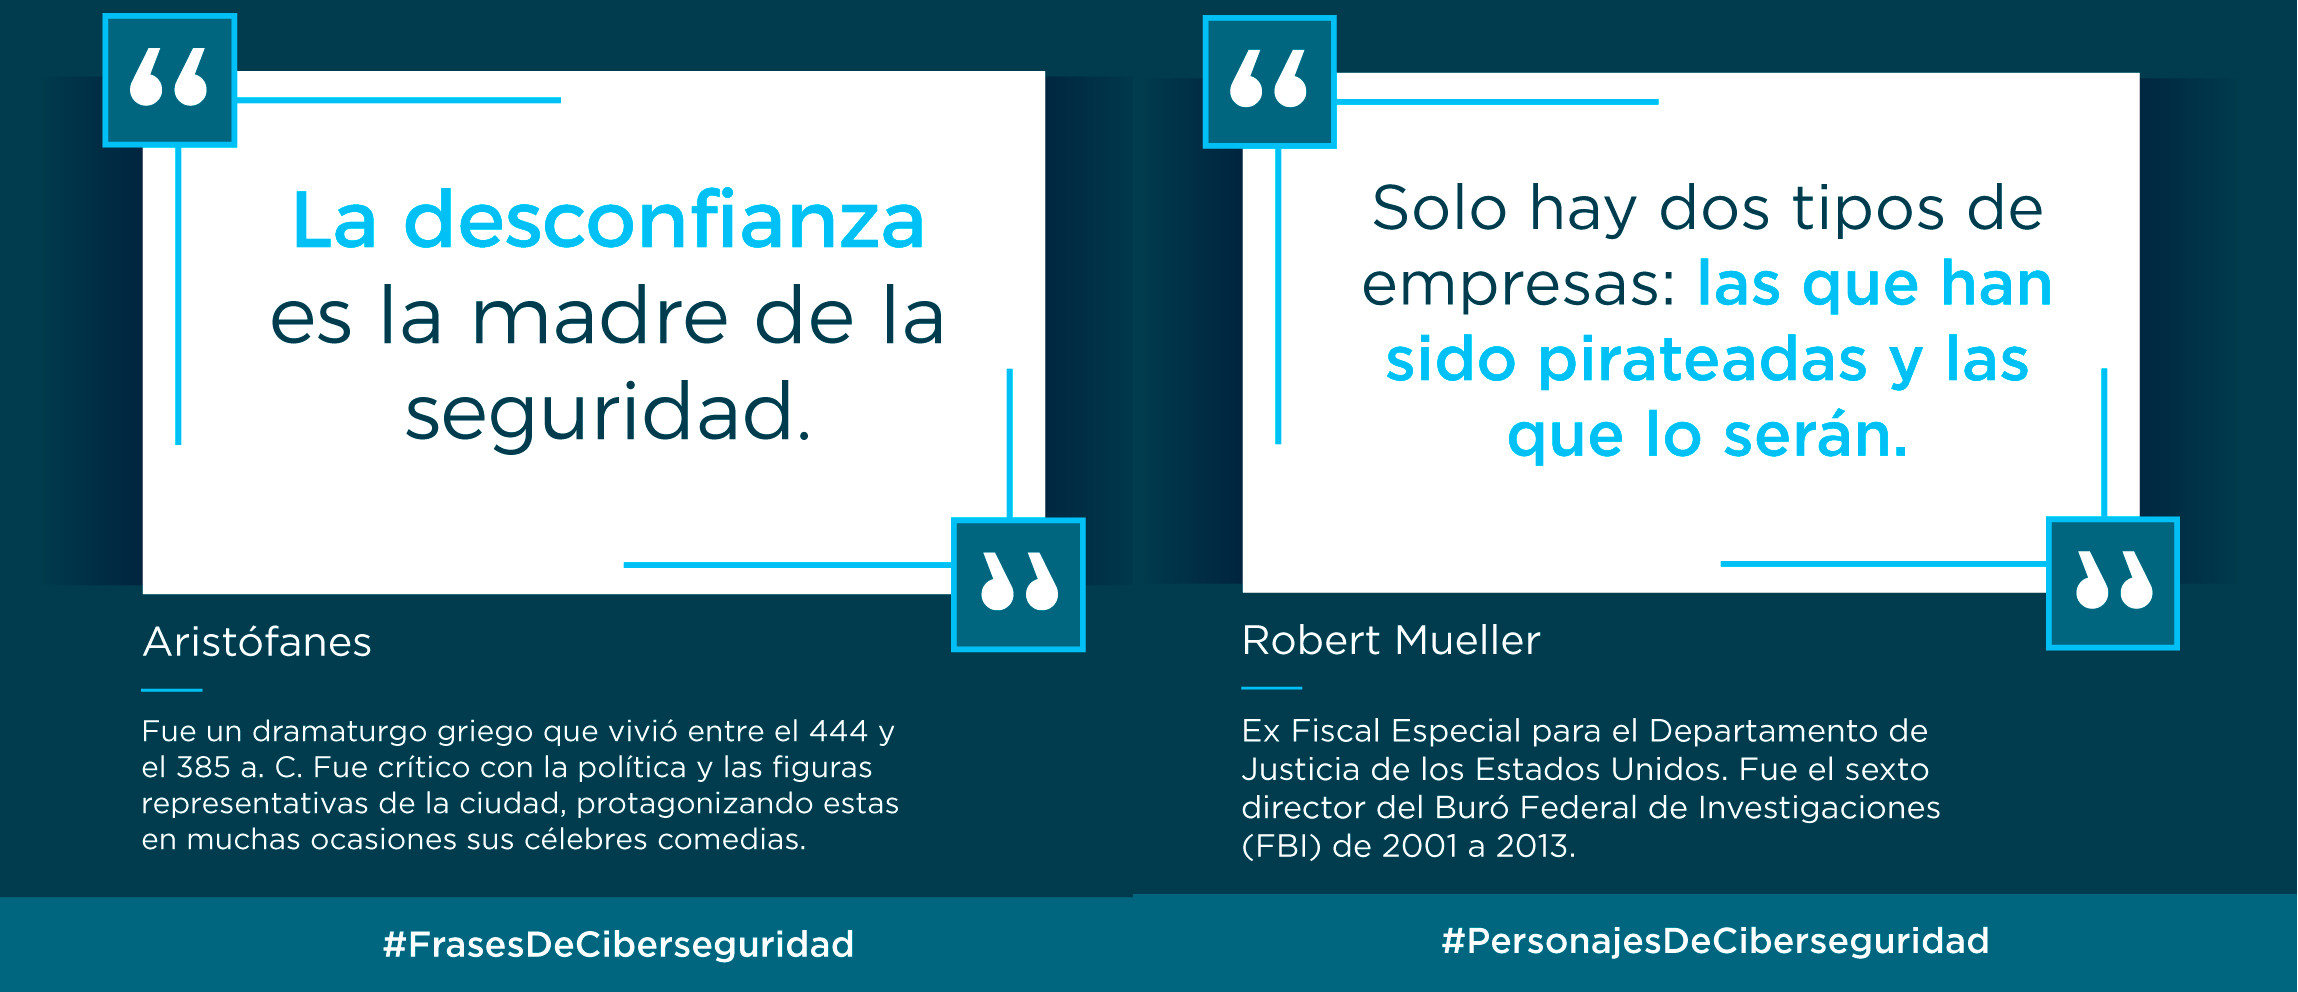 “
La desconfianza
es la madre de la
seguridad.
”
Aristófanes
Fue un dramaturgo griego que vivió entre el 444 y
el 385 a. C. Fue crítico con la política y las figuras
representativas de la ciudad, protagonizando estas
en muchas ocasiones sus célebres comedias.
#FrasesDeCiberseguridad
“
Solo hay dos tipos de
empresas: las que han
sido pirateadas y las
que lo serán.
”
Robert Mueller
Ex Fiscal Especial para el Departamento de
Justicia de los Estados Unidos. Fue el sexto
director del Buró Federal de Investigaciones
(FBI) de 2001 a 2013.
#PersonajesDeCiberseguridad